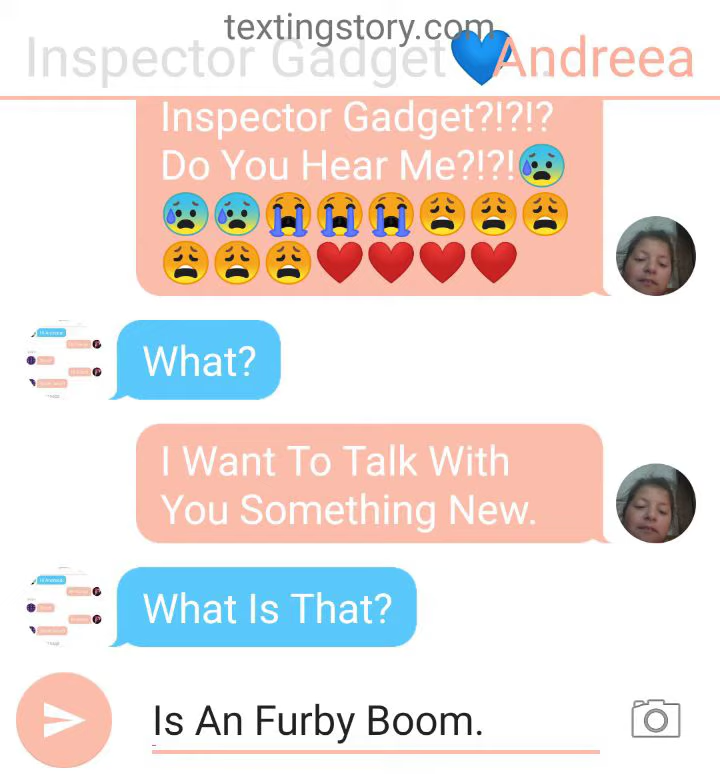 textingstory.com
Inspector Gadget💙Andreea
Inspector Gadget?!?!?
Do You Hear Me?!?!😰
😰😰😭😭😭😩😩😩
😩😩😩❤️❤️❤️❤️
What?
I Want To Talk With
You Something New.
What Is That?
Is An Furby Boom.